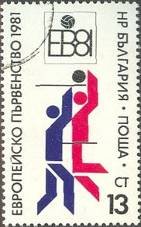 ЕВРОПЕЙСКО ПЪРВЕНСТВО 1981
ЕВ81
НР БЪЛГАРИЯ · ПОЩА · СТ
13